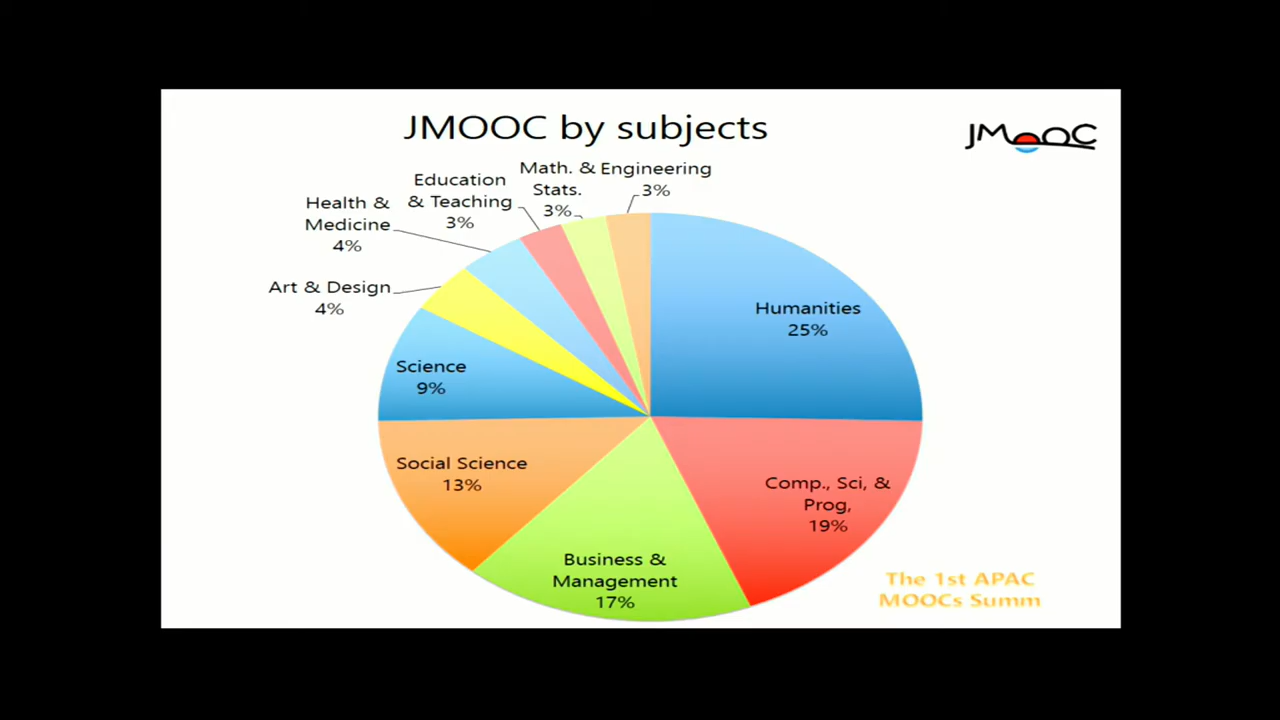 JMOOC by subjects
JMOOC
Math. &
Stats.
3%
Engineering
3%
Education
& Teaching
3%
Health &
Medicine
4%
Art & Design
4%
Humanities
25%
Science
9%
Social Science
13%
Comp., Sci, &
Prog,
19%
Business &
Management
17%
The 1st APAC
MOOCs Summ